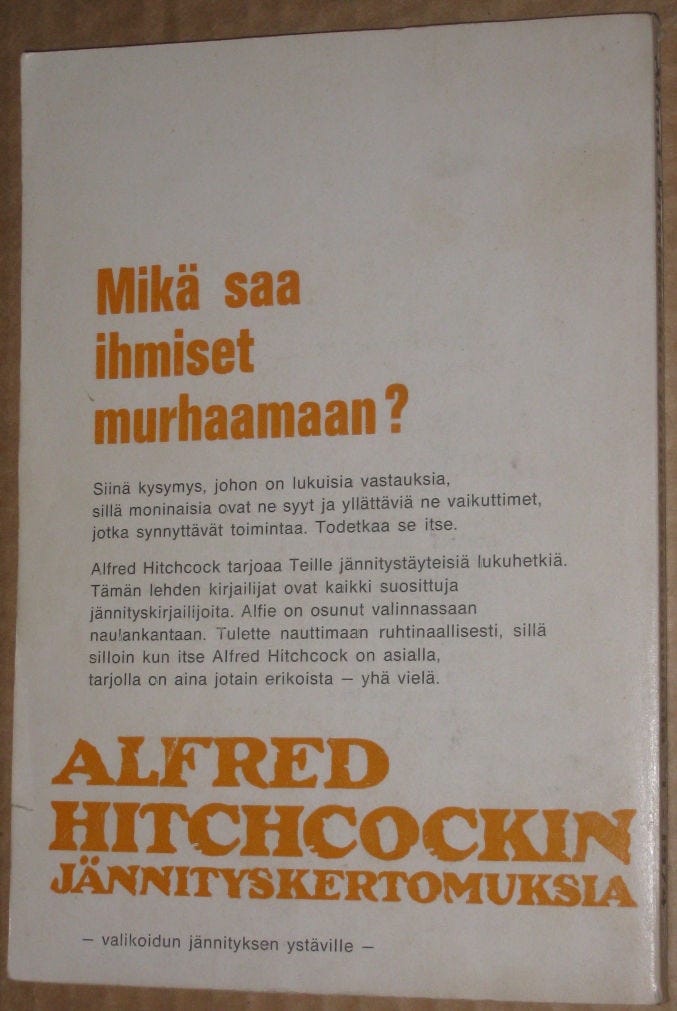 Mikä saa
ihmiset
murhaamaan?
Siinä kysymys, johon on lukuisia vastauksia,
sillä moninaisia ovat ne syyt ja yllättäviä ne vaikuttimet,
jotka synnyttävät toimintaa. Todetkaa se itse.
Alfred Hitchcock tarjoaa Teille jännitystäyteisiä lukuhetkiä.
Tämän lehden kirjailijat ovat kaikki suosittuja
jännityskirjailijoita. Alfie on osunut valinnassaan
naulankantaan. Tulette nauttimaan ruhtinaallisesti, sillä
silloin kun itse Alfred Hitchcock on asialla,
tarjolla on aina jotain erikoista – yhä vielä.
ALFRED
HITCHCOCKIN
JÄNNITYSKERTOMUKSIA
– valikoidun jännityksen ystäville –